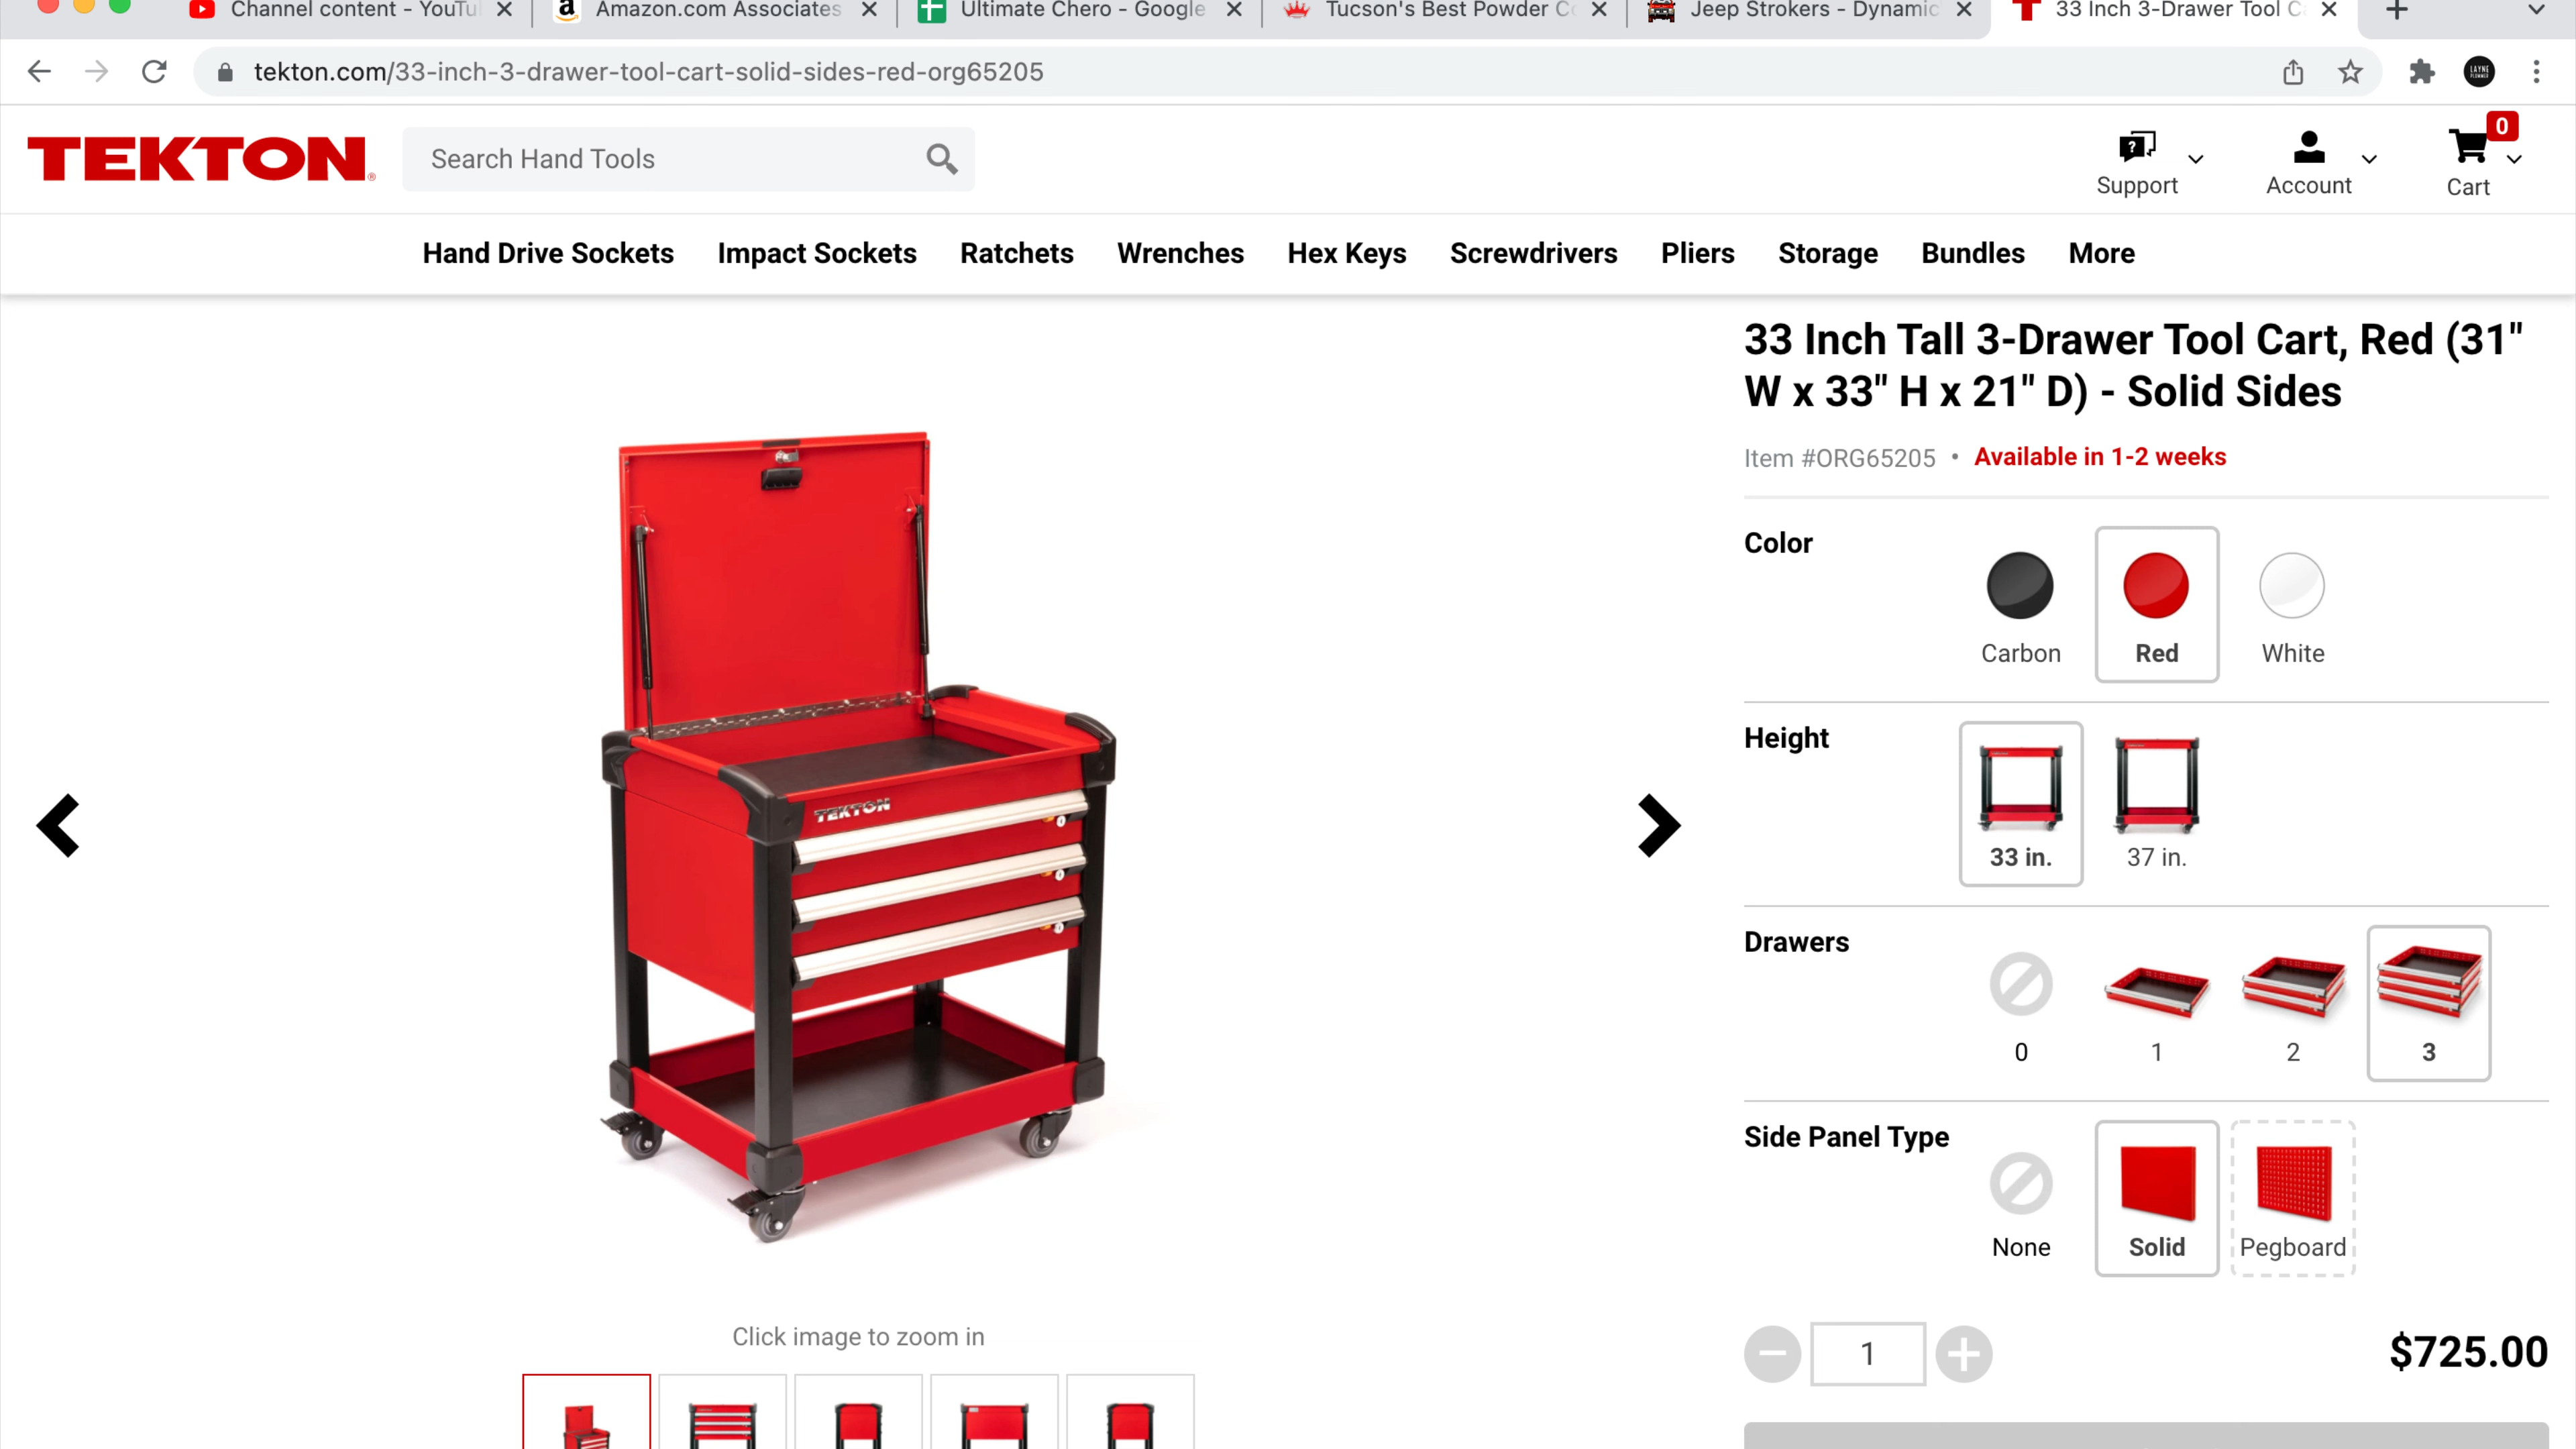 Channel content - YouTu
Amazon.com Associates
Ultimate Chero - Google
Tucson's Best Powder Co
Jeep Strokers - Dynamic
33 Inch 3-Drawer Tool C
tekton.com/33-inch-3-drawer-tool-cart-solid-sides-red-org65205
LAYNE
TEKTON®
Search Hand Tools
Support
Account
0
Cart
Hand Drive Sockets
Impact Sockets
Ratchets
Wrenches
Hex Keys
Screwdrivers
Pliers
Storage
Bundles
More
TEKTON
Click image to zoom in
33 Inch Tall 3-Drawer Tool Cart, Red (31"
W x 33" H x 21" D) - Solid Sides
Item #ORG65205 • Available in 1-2 weeks
Color
Carbon
Red
White
Height
33 in.
37 in.
Drawers
0
1
2
3
Side Panel Type
None
Solid
Pegboard
1
$725.00